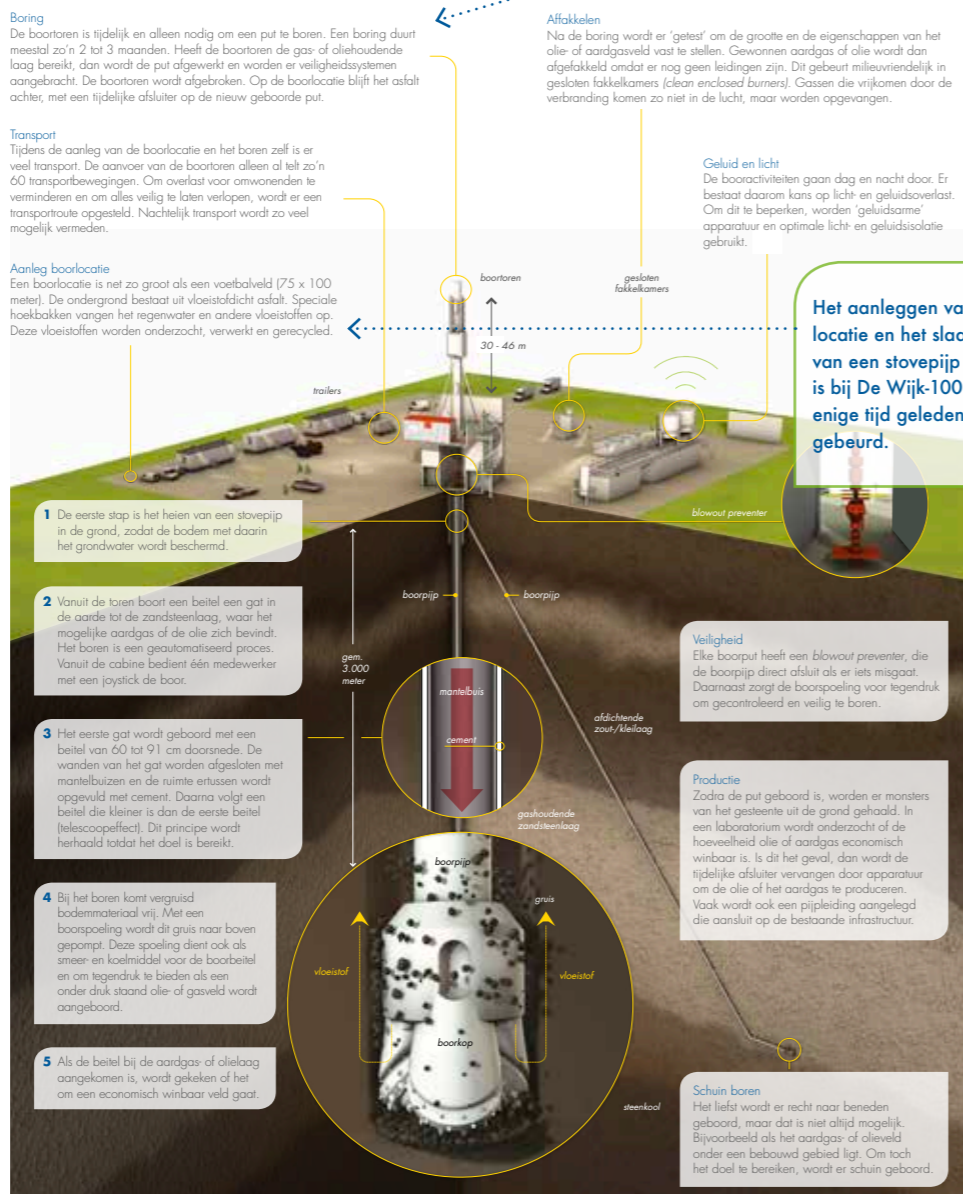 Boring
De boortoren is tijdelijk en alleen nodig om een put te boren. Een boring duurt
meestal zo'n 2 tot 3 maanden. Heeft de boortoren de gas- of oliehoudende
laag bereikt, dan wordt de put afgewerkt en worden er veiligheidssystemen
aangebracht. De boortoren wordt afgebroken. Op de boorlocatie blijft het asfalt
achter, met een tijdelijke afsluiter op de nieuw geboorde put.
Affakkelen
Na de boring wordt er 'getest' om de grootte en de eigenschappen van het
olie- of aardgasveld vast te stellen. Gewonnen aardgas of olie wordt dan
afgefakkeld omdat er nog geen leidingen zijn. Dit gebeurt milieuvriendelijk in
gesloten fakkelkamers (clean enclosed burners). Gassen die vrijkomen door de
verbranding komen zo niet in de lucht, maar worden opgevangen.
Transport
Tijdens de aanleg van de boorlocatie en het boren zelf is er
veel transport. De aanvoer van de boortoren alleen al telt zo'n
60 transportbewegingen. Om overlast voor omwonenden te
verminderen en om alles veilig te laten verlopen, wordt er een
transportroute opgesteld. Nachtelijk transport wordt zo veel
mogelijk vermeden.
Geluid en licht
De booractiviteiten gaan dag en nacht door. Er
bestaat daarom kans op licht- en geluidsoverlast.
Om dit te beperken, worden 'geluidsarme'
apparatuur en optimale licht- en geluidsisolatie
gebruikt.
Aanleg boorlocatie
Een boorlocatie is net zo groot als een voetbalveld (75 x 100
meter). De ondergrond bestaat uit vloeistofdicht asfalt. Speciale
hoekbakken vangen het regenwater en andere vloeistoffen op.
Deze vloeistoffen worden onderzocht, verwerkt en gerecycled.
boortoren
30 - 46 m
gesloten
fakkelkamers
trailers
Het aanleggen va
locatie en het slaa
van een stovepijp
is bij De Wijk-100
enige tijd geleden
gebeurd.
blowout preventer
1 De eerste stap is het heien van een stovepijp
in de grond, zodat de bodem met daarin
het grondwater wordt beschermd.
2 Vanuit de toren boort een beitel een gat in
de aarde tot de zandsteenlaag, waar het
mogelijke aardgas of de olie zich bevindt.
Het boren is een geautomatiseerd proces.
Vanuit de cabine bedient één medewerker
met een joystick de boor.
3 Het eerste gat wordt geboord met een
beitel van 60 tot 91 cm doorsnede. De
wanden van het gat worden afgesloten met
mantelbuizen en de ruimte ertussen wordt
opgevuld met cement. Daarna volgt een
beitel die kleiner is dan de eerste beitel
(telescoopeffect). Dit principe wordt
herhaald totdat het doel is bereikt.
4 Bij het boren komt vergruisd
bodemmateriaal vrij. Met een
boorspoeling wordt dit gruis naar boven
gepompt. Deze spoeling dient ook als
smeer- en koelmiddel voor de boorbeitel
en om tegendruk te bieden als een
onder druk staand olie- of gasveld wordt
aangeboord.
5 Als de beitel bij de aardgas- of olielaag
aangekomen is, wordt gekeken of het
om een economisch winbaar veld gaat.
boorpijp
boorpijp
gem.
3.000
meter
mantelbuis
cement
afdichtende
zout-/kleilaag
gashoudende
zandsteenlaag
boorpijp
gruis
vloeistof
vloeistof
boorkop
steenkool
Veiligheid
Elke boorput heeft een blowout preventer, die
de boorpijp direct afsluit als er iets misgaat.
Daarnaast zorgt de boorspoeling voor tegendruk
om gecontroleerd en veilig te boren.
Productie
Zodra de put geboord is, worden er monsters
van het gesteente uit de grond gehaald. In
een laboratorium wordt onderzocht of de
hoeveelheid olie of aardgas economisch
winbaar is. Is dit het geval, dan wordt de
tijdelijke afsluiter vervangen door apparatuur
om de olie of het aardgas te produceren.
Vaak wordt ook een pijpleiding aangelegd
die aansluit op de bestaande infrastructuur.
Schuin boren
Het liefst wordt er recht naar beneden
geboord, maar dat is niet altijd mogelijk.
Bijvoorbeeld als het aardgas- of olieveld
onder een bebouwd gebied ligt. Om toch
het doel te bereiken, wordt er schuin geboord.